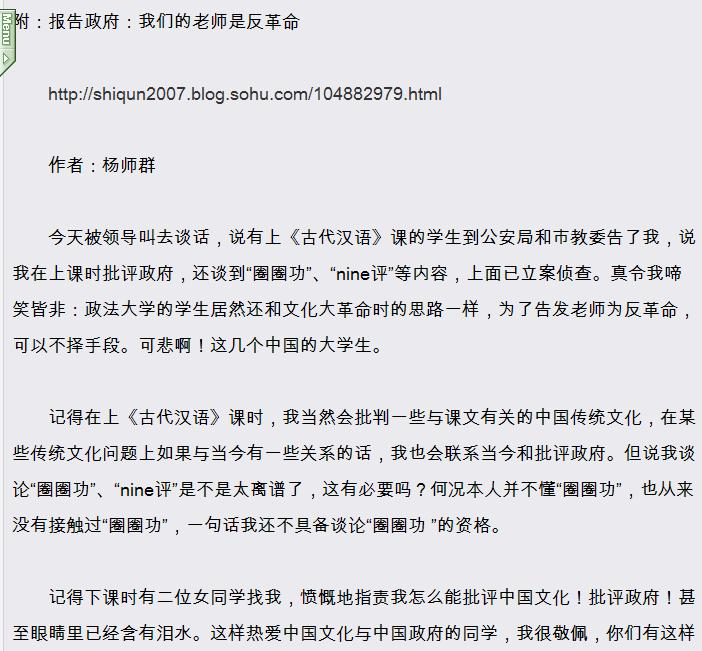 附：报告政府：我们的老师是反革命
Menu
http://shiqun2007.blog.sohu.com/104882979.html
作者：杨师群
今天被领导叫去谈话，说有上《古代汉语》课的学生到公安局和市教委告了我，说
我在上课时批评政府，还谈到“圈圈功”、“nine评”等内容，上面已立案侦查。真令我啼
笑皆非：政法大学的学生居然还和文化大革命时的思路一样，为了告发老师为反革命，
可以不择手段。可悲啊！这几个中国的大学生。
记得在上《古代汉语》课时，我当然会批判一些与课文有关的中国传统文化，在某
些传统文化问题上如果与当今有一些关系的话，我也会联系当今和批评政府。但说我谈
论“圈圈功”、“nine评”是不是太离谱了，这有必要吗？何况本人并不懂“圈圈功”，也从来
没有接触过“圈圈功”，一句话我还不具备谈论“圈圈功 ”的资格。
记得下课时有二位女同学找我，愤慨地指责我怎么能批评中国文化！批评政府！甚
至眼睛里已经含有泪水。这样热爱中国文化与中国政府的同学，我很敬佩，你们有这样